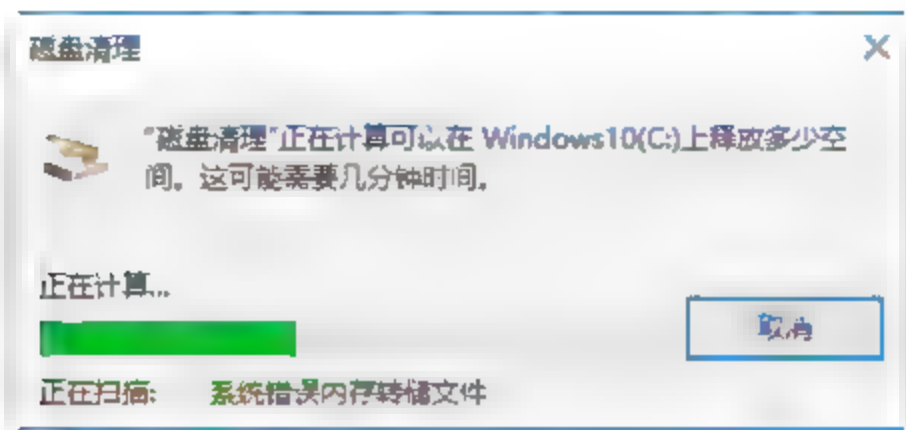 磁盘清理
"磁盘清理"正在计算可以在 Windows10(C:)上释放多少空
间。这可能需要几分钟时间。
正在计算...
取消
正在扫描: 系统错误内存转储文件